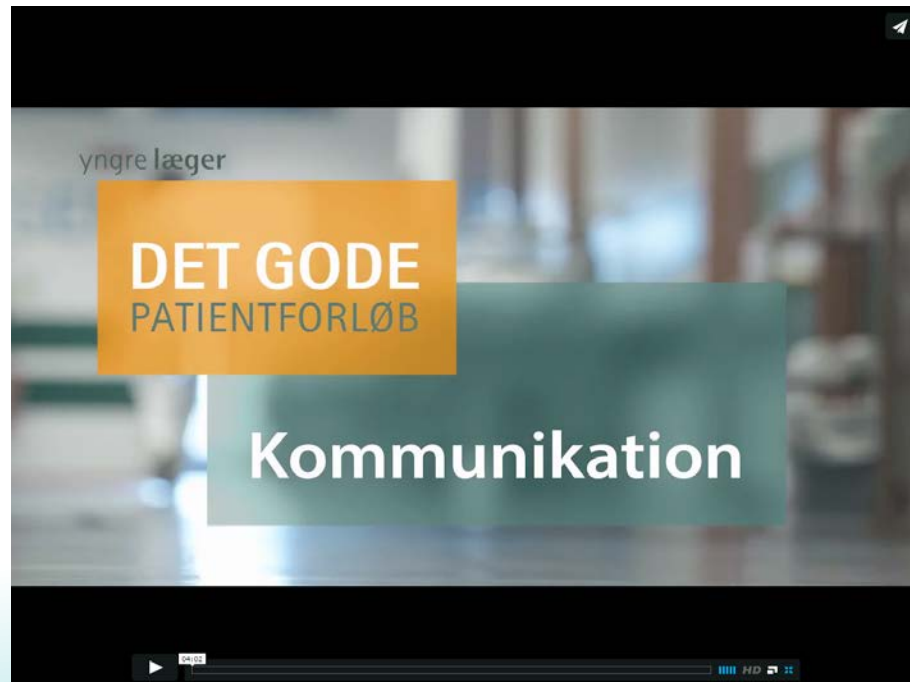 yngre læger
DET GODE
PATIENTFORLØB
Kommunikation
04:02
HD